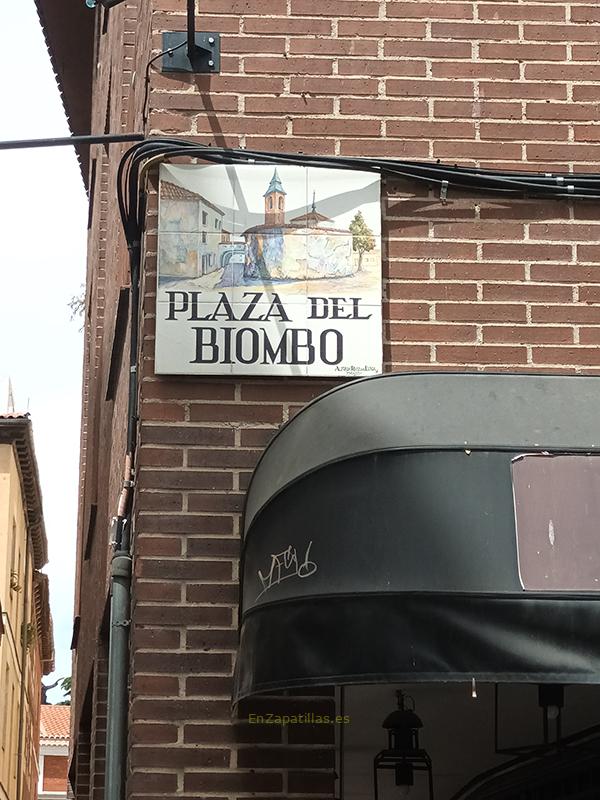 PLAZA DEL
BIOMBO
EnZapatillas.es